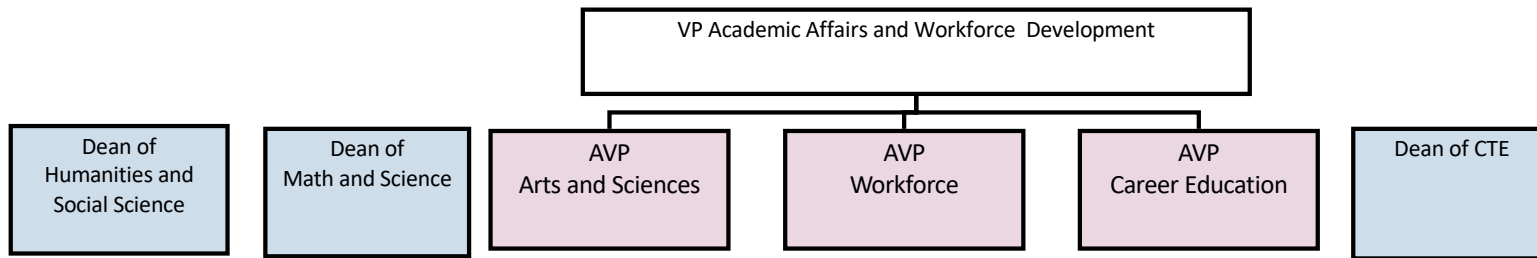 VP Academic Affairs and Workforce  Development
Dean of
Humanities and
Social Science
Dean of
Math and Science
AVP
Arts and Sciences
AVP
Workforce
AVP
Career Education
Dean of CTE